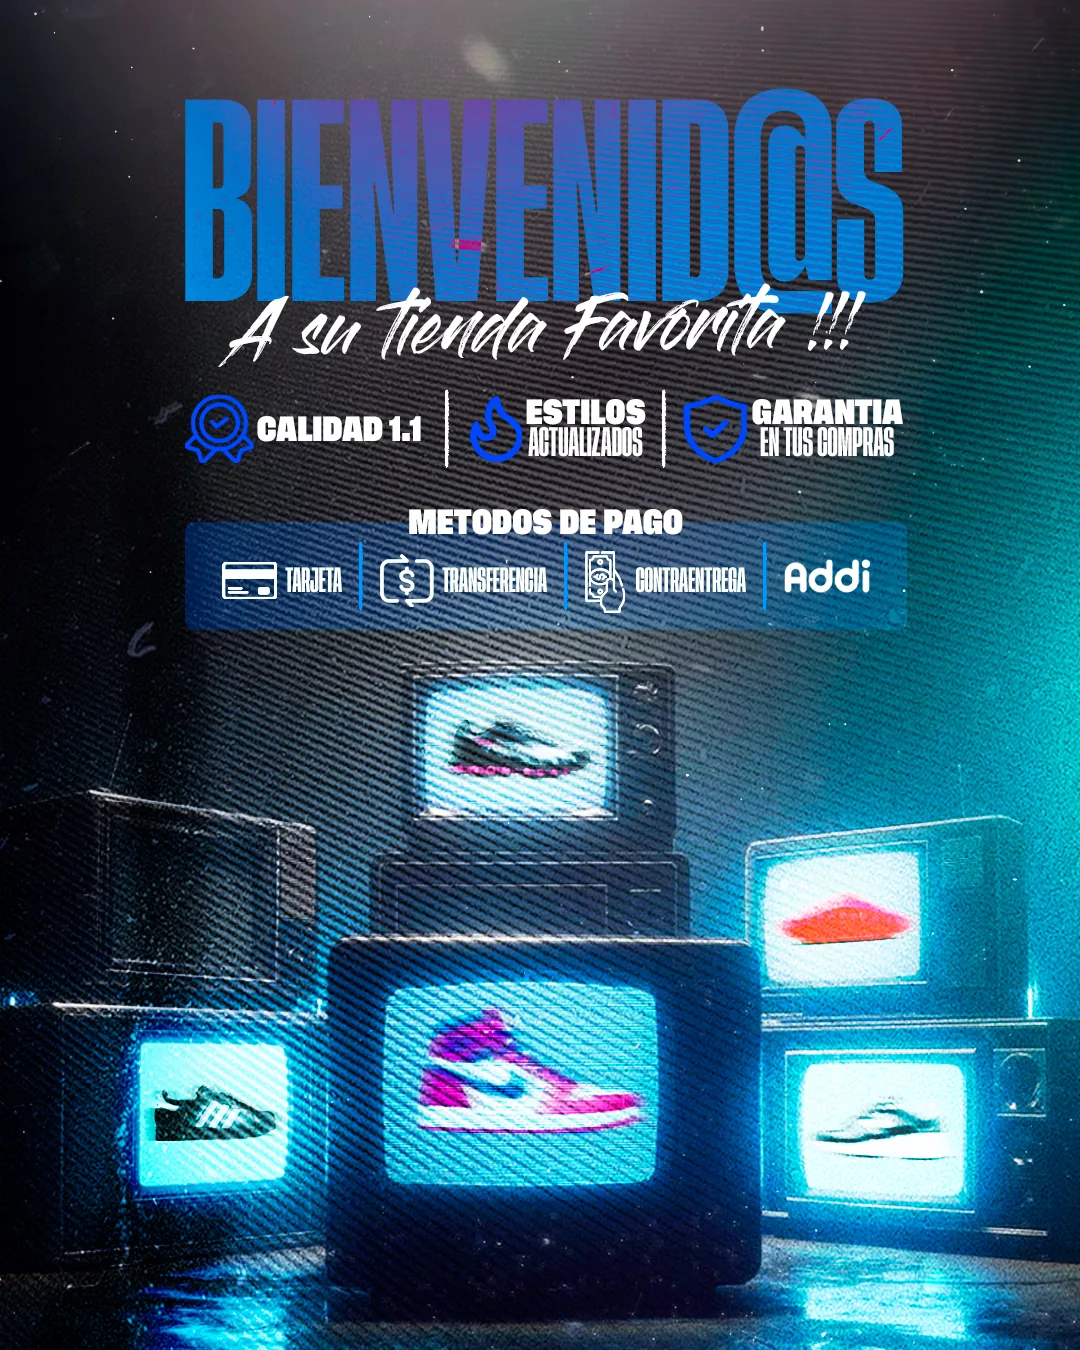 BIENVENID@S
A su tienda Favorita !!!
CALIDAD 1.1
ESTILOS
ACTUALIZADOS
GARANTIA
EN TUS COMPRAS
METODOS DE PAGO
TARJETA
TRANSFERENCIA
CONTRAENTREGA
Addi